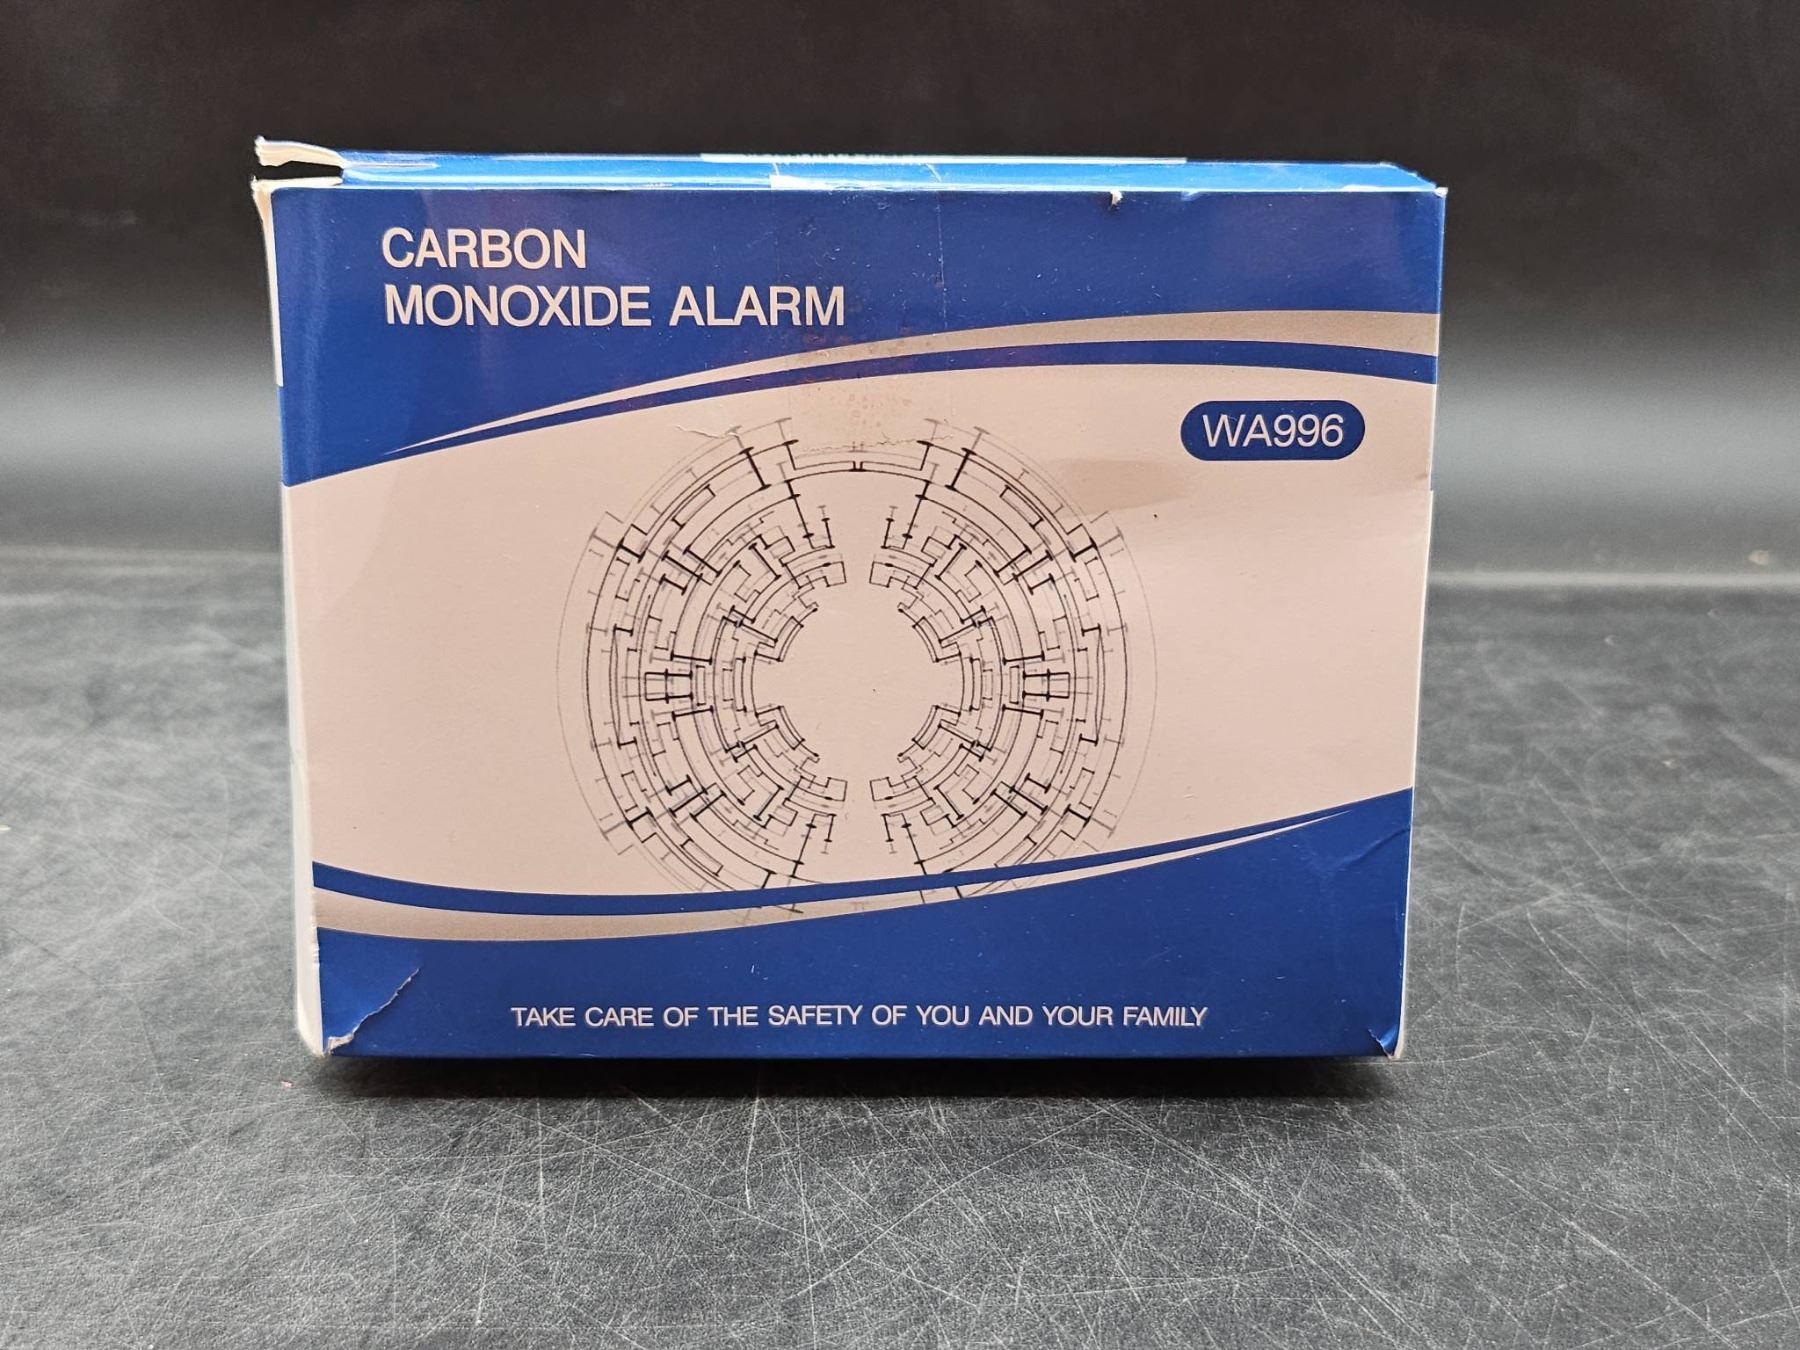 CARBON
MONOXIDE ALARM
WA996
TAKE CARE OF THE SAFETY OF YOU AND YOUR FAMILY